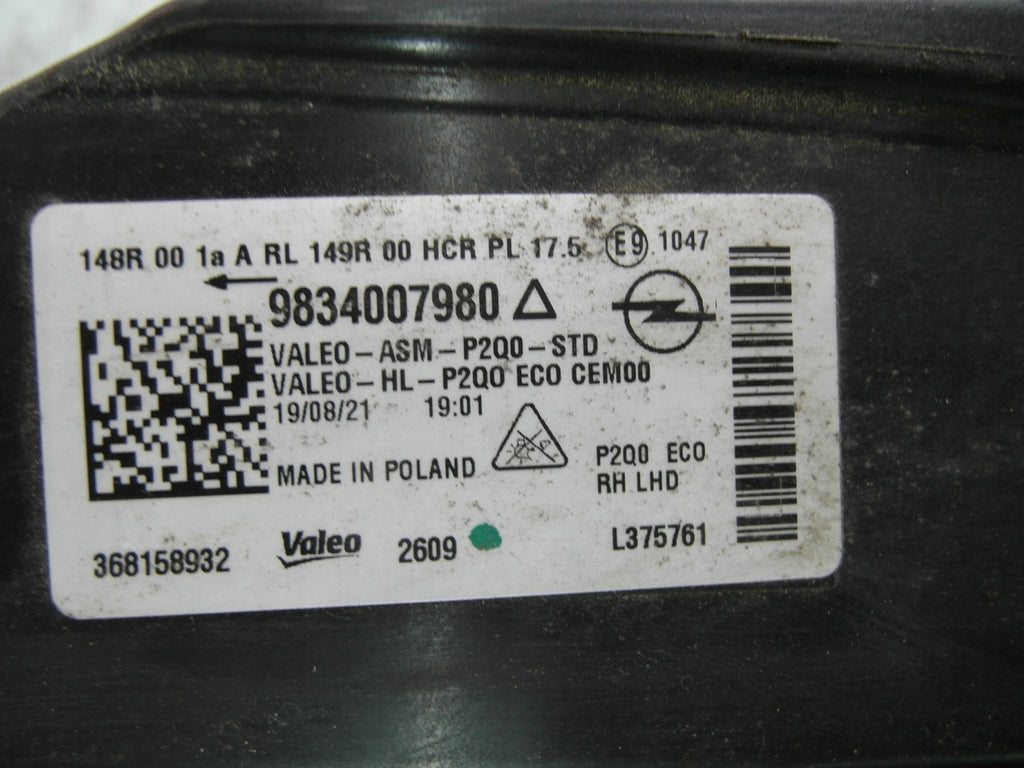 148R 00 1a A RL 149R 00 HCR PL 17.5 E9 1047
9834007980
VALEO-ASM-P2Q0-STD
VALEO-HL-P2QO ECO CEM00
19/08/21 19:01
MADE IN POLAND
P2Q0 ECO
RH LHD
368158932 Valeo 2609 L375761